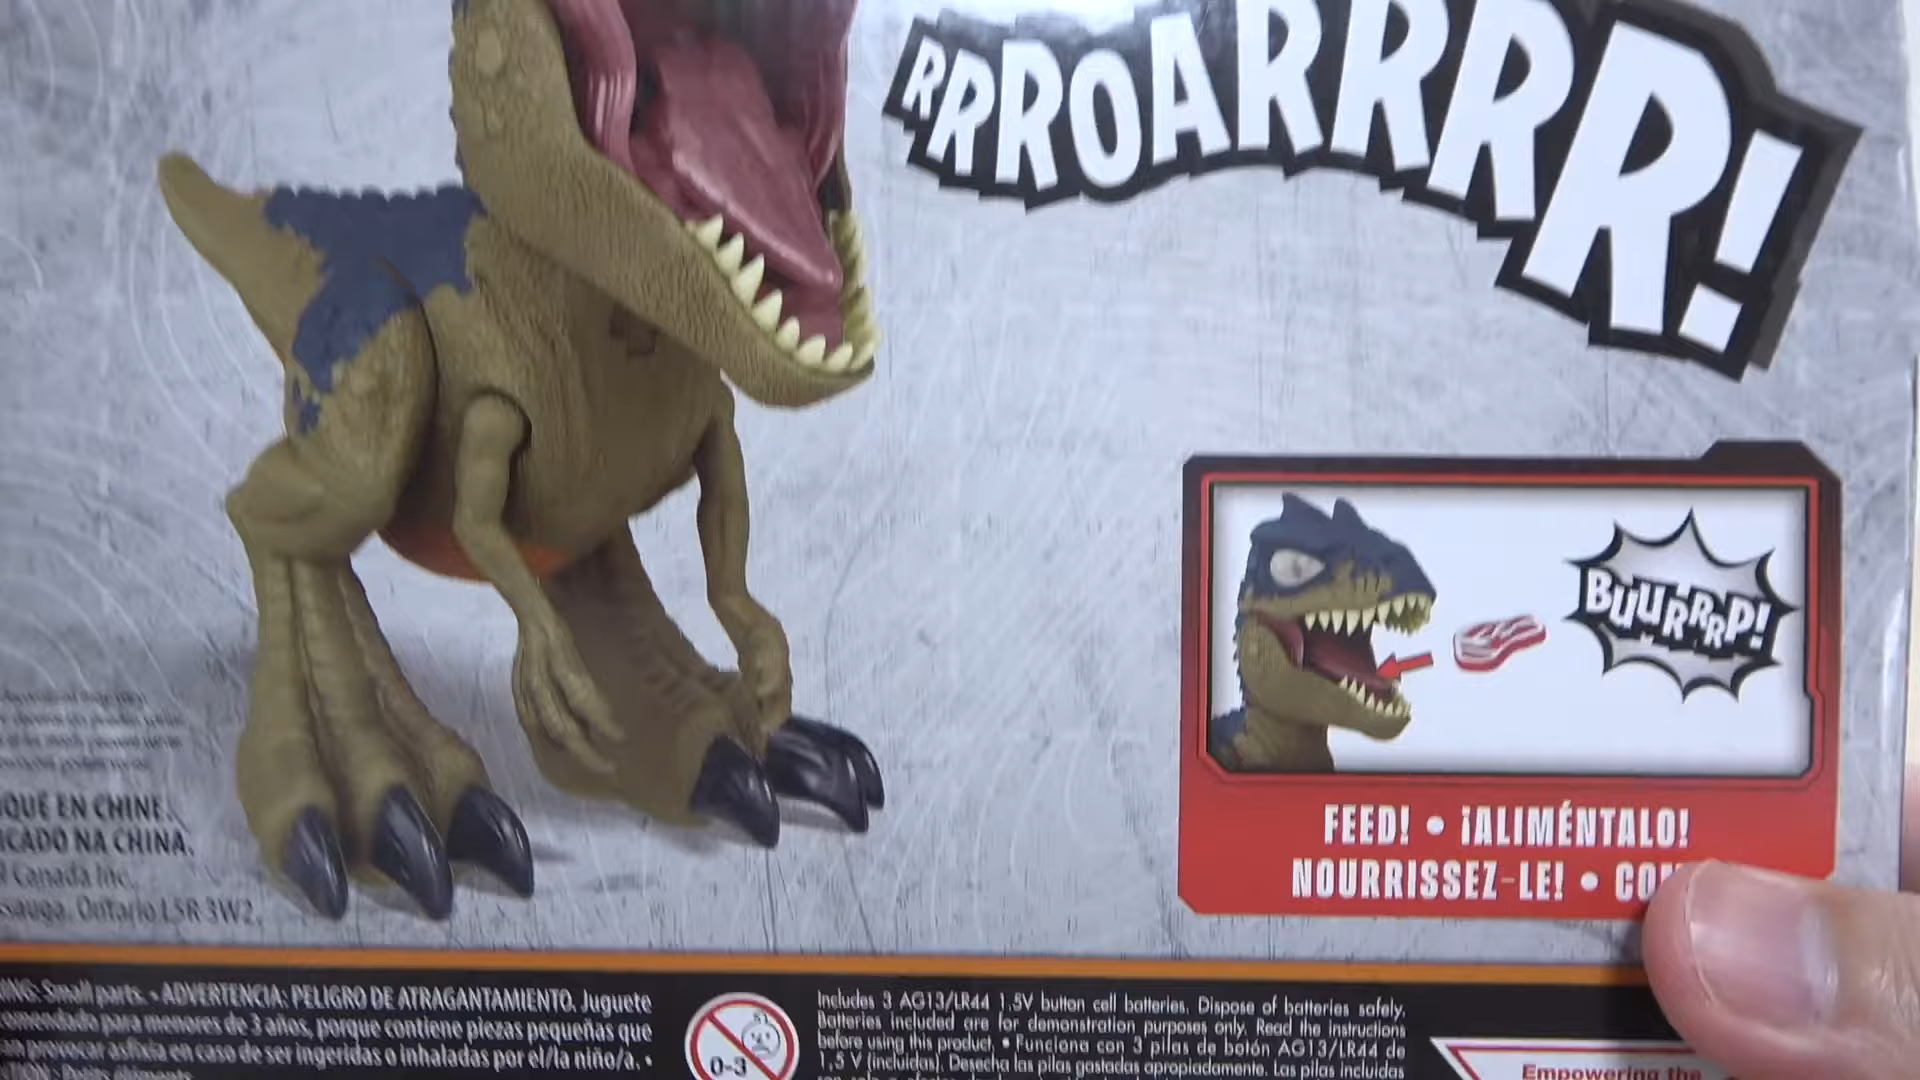 RRROARRRR!
BUURRRP!
FEED! • ¡ALIMÉNTALO!
NOURRISSEZ-LE! •
EN CHINE.
NA CHINA.
Canada Inc.
Ontario L5R 3W2.
Small parts. • ADVERTENCIA: PELIGRO DE ATRAGANTAMIENTO. Juguete
para menores de 3 años, porque contiene piezas pequeñas que
provocar asfixia en caso de ser ingeridas o inhaladas por el/la niño/a. •
0-3
Includes 3 AG13/LR44 1.5V button cell batteries. Dispose of batteries safely.
Batteries included are for demonstration purposes only. Read the instructions
before using this product. • Funciona con 3 pilas de botón AG13/LR44 de
1,5 V (incluidas). Desecha las pilas gastadas apropiadamente. Las pilas incluidas
Empowering the